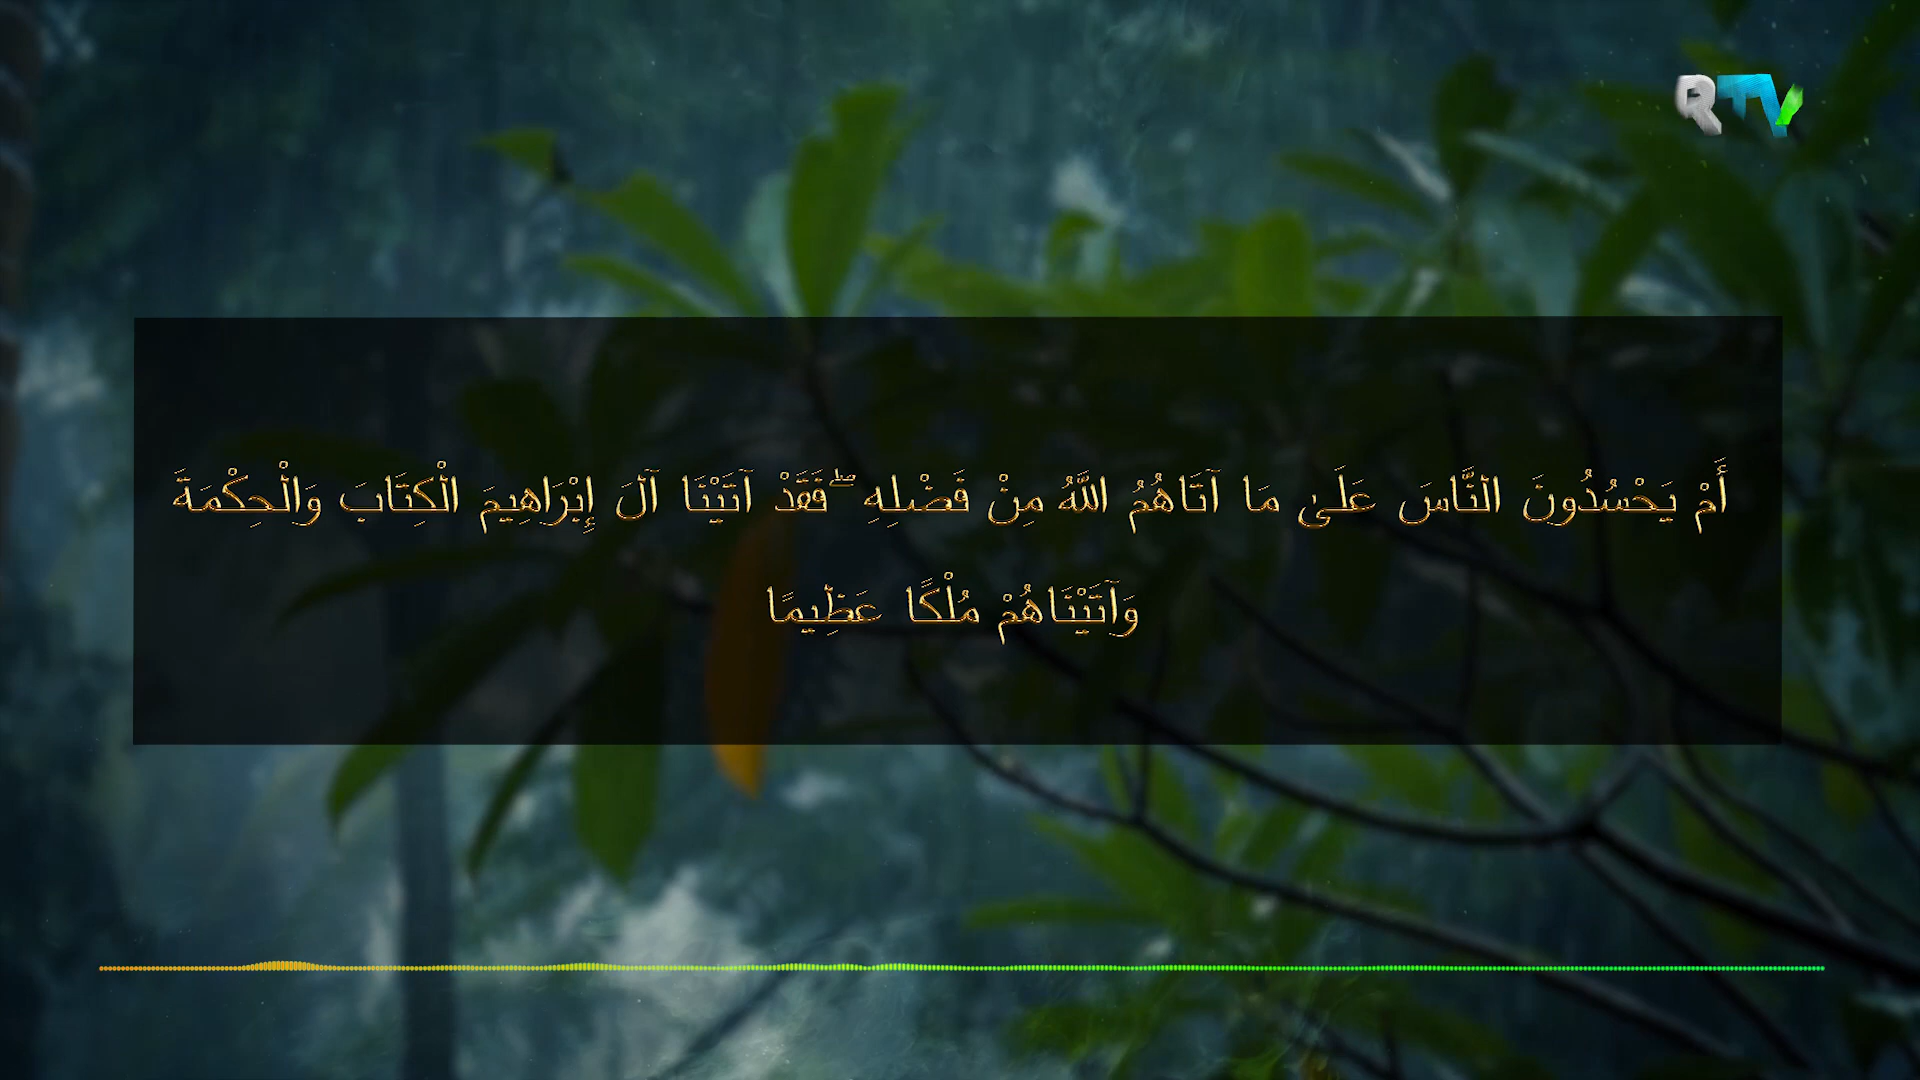 RTV
أَمْ يَحْسُدُونَ النَّاسَ عَلَىٰ مَا آتَاهُمُ اللَّهُ مِنْ فَضْلِهِ ۖ فَقَدْ آتَيْنَا آلَ إِبْرَاهِيمَ الْكِتَابَ وَالْحِكْمَةَ
وَآتَيْنَاهُمْ مُلْكًا عَظِيمًا